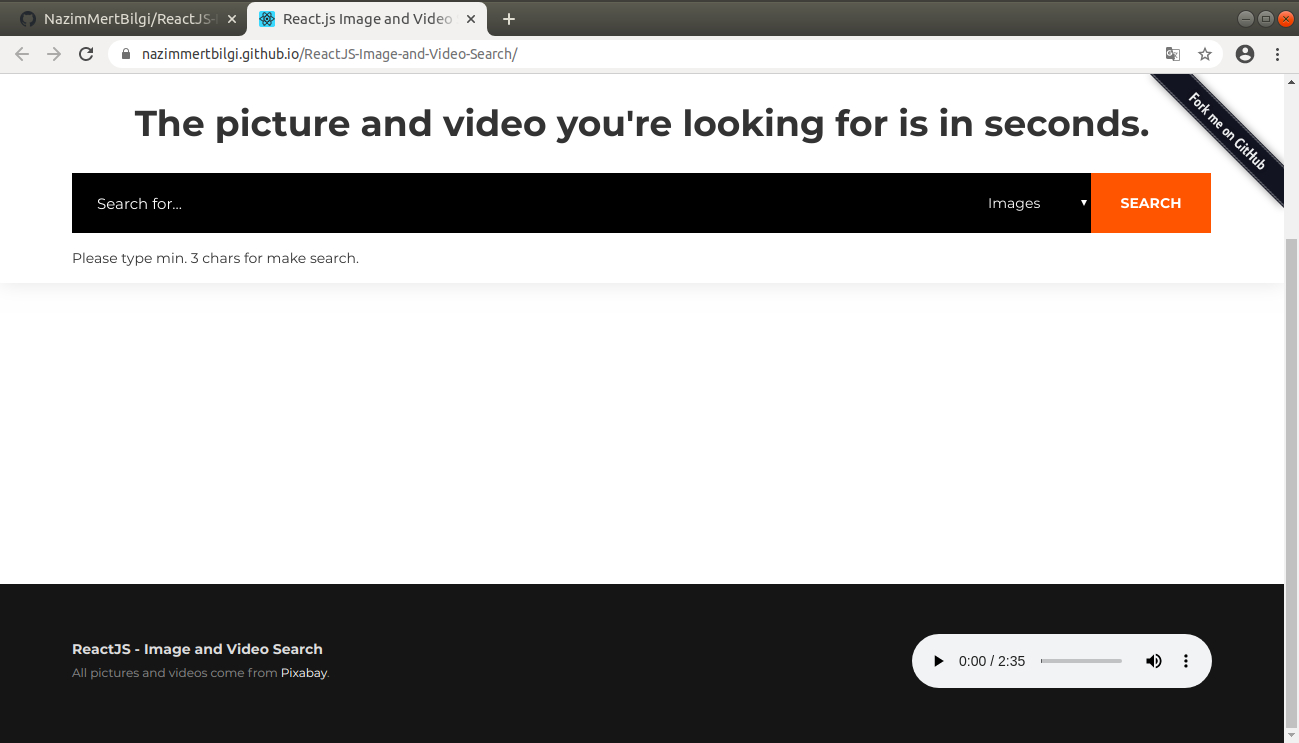 NazimMertBilgi/ReactJS-I
React.js Image and Video
nazimmertbilgi.github.io/ReactJS-Image-and-Video-Search/
Fork me on GitHub
The picture and video you're looking for is in seconds.
Search for...
Images
SEARCH
Please type min. 3 chars for make search.
ReactJS - Image and Video Search
All pictures and videos come from Pixabay.
0:00 / 2:35